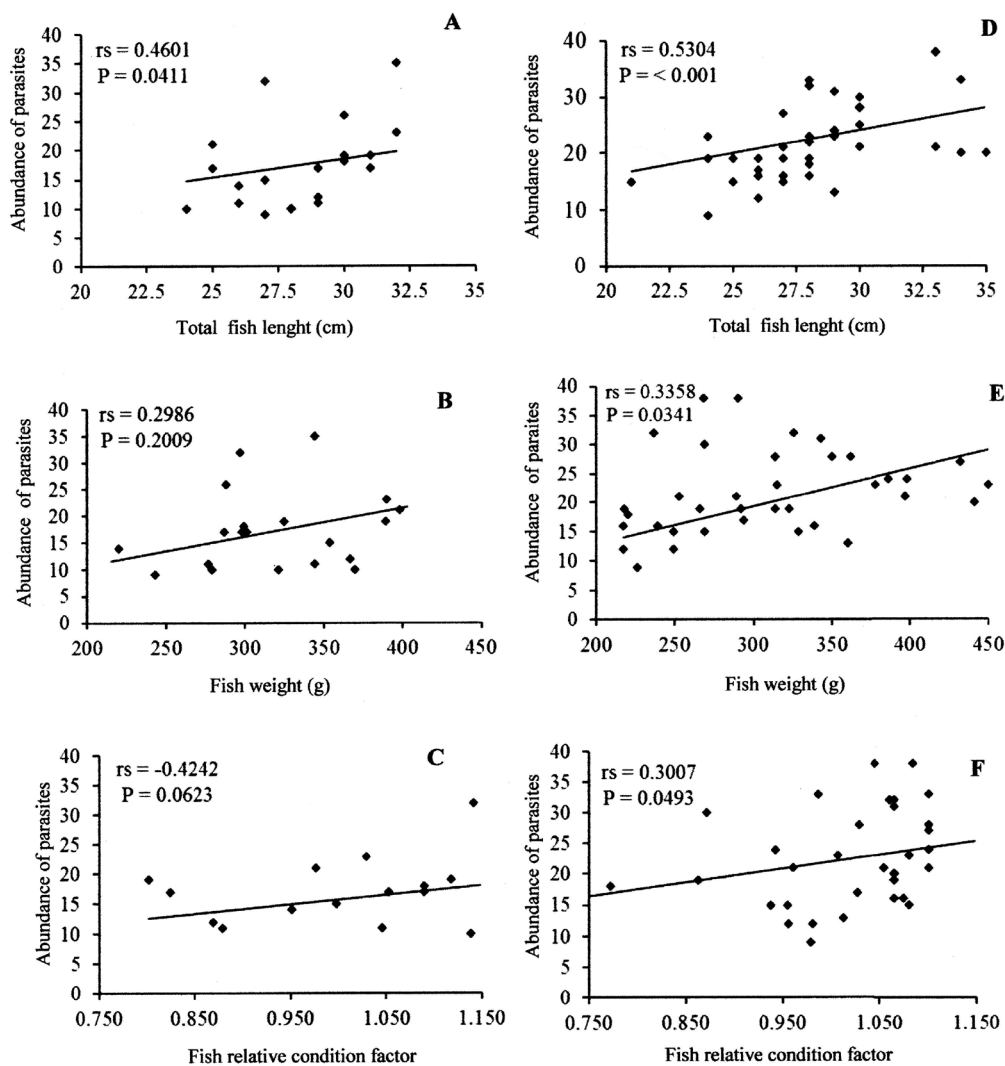 A
rs = 0.4601
P = 0.0411
Abundance of parasites
40
35
30
25
20
15
10
5
0
20 22.5 25 27.5 30 32.5 35
Total fish lenght (cm)
D
rs = 0.5304
P = < 0.001
Abundance of parasites
40
30
20
10
0
20 22.5 25 27.5 30 32.5 35
Total fish lenght (cm)
B
rs = 0.2986
P = 0.2009
Abundance of parasites
40
35
30
25
20
15
10
5
0
200 250 300 350 400 450
Fish weight (g)
E
rs = 0.3358
P = 0.0341
Abundance of paraites
40
35
30
25
20
15
10
5
0
200 250 300 350 400 450
Fish weight (g)
C
rs = -0.4242
P = 0.0623
Abundance of parasites
40
35
30
25
20
15
10
5
0
0.750 0.850 0.950 1.050 1.150
Fish relative condition factor
F
rs = 0.3007
P = 0.0493
Abundance of parasites
40
35
30
25
20
15
10
5
0
0.750 0.850 0.950 1.050 1.150
Fish relative condition factor